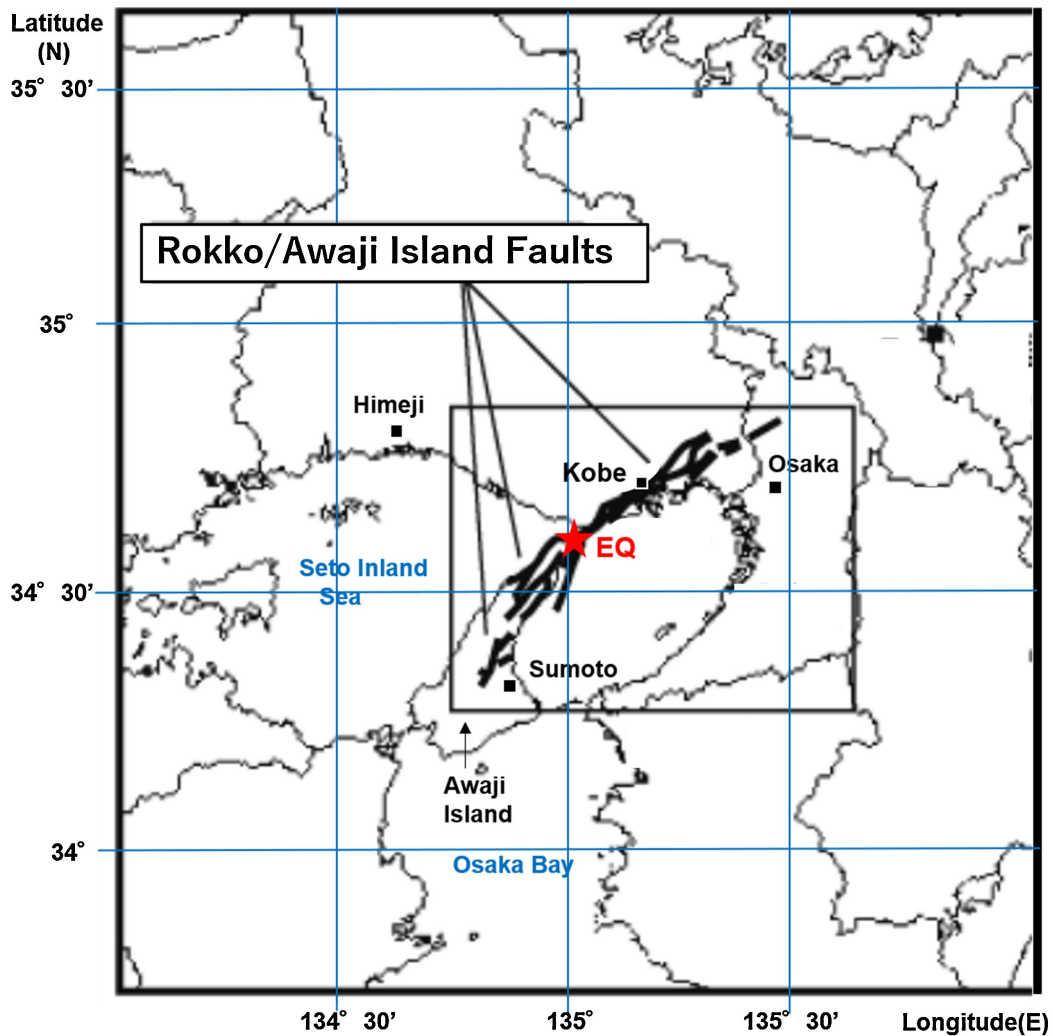 Latitude
(N)
35° 30’
Rokko/Awaji Island Faults
35°
Himeji
Kobe
Osaka
EQ
Seto Inland
Sea
34° 30’
Sumoto
Awaji
Island
34°
Osaka Bay
134° 30’
135°
135° 30’
Longitude(E)